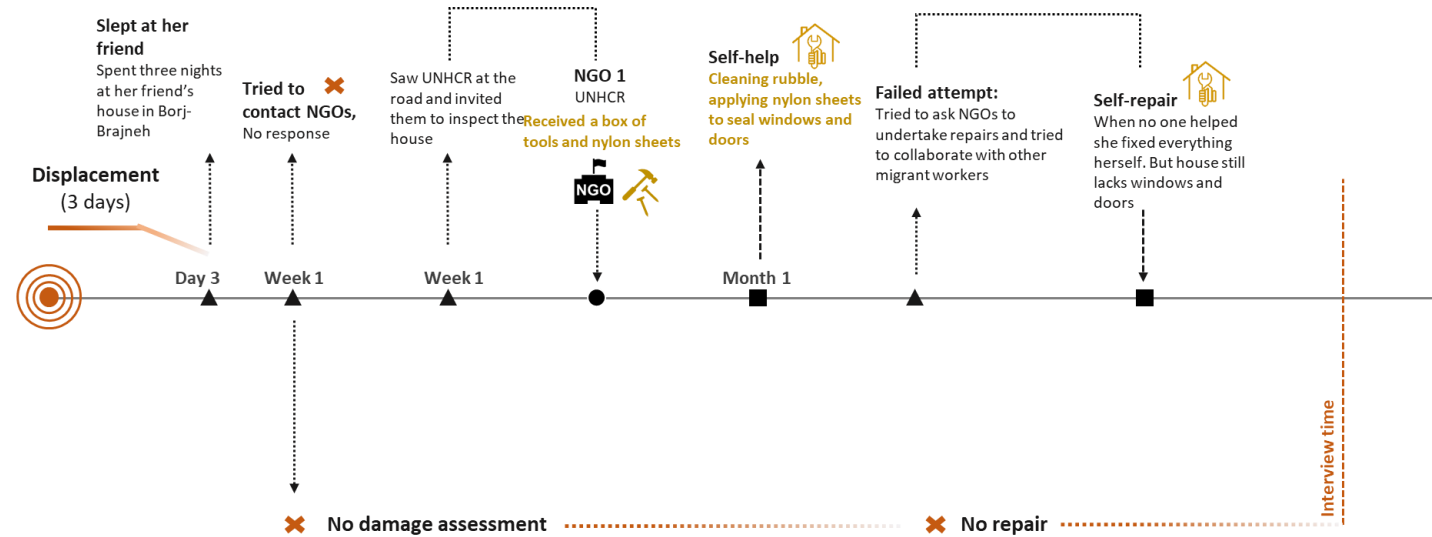 Slept at her
friend
Spent three nights
at her friend's
house in Borj-
Brajneh
Displacement
(3 days)
Tried to
contact NGOs,
No response
Saw UNHCR at the
road and invited
them to inspect the
house
NGO 1
UNHCR
Received a box of
tools and nylon sheets
NGO
Self-help
Cleaning rubble,
applying nylon sheets
to seal windows and
doors
Failed attempt:
Tried to ask NGOs to
undertake repairs and tried
to collaborate with other
migrant workers
Self-repair
When no one helped
she fixed everything
herself. But house still
lacks windows and
doors
Day 3
Week 1
Week 1
Month 1
Interview time
No damage assessment
No repair